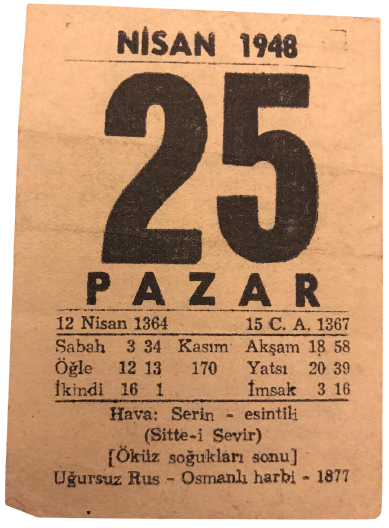 NİSAN 1948
25
PAZAR
12 Nisan 1364 15 C. A. 1367
Sabah 3 34 Kasım Akşam 18 58
Öğle 12 13 170 Yatsı 20 39
İkindi 16 1 İmsak 3 16
Hava: Serin - esintili
(Sitte-i Sevir)
[Öküz soğukları sonu]
Uğursuz Rus - Osmanlı harbi - 1877